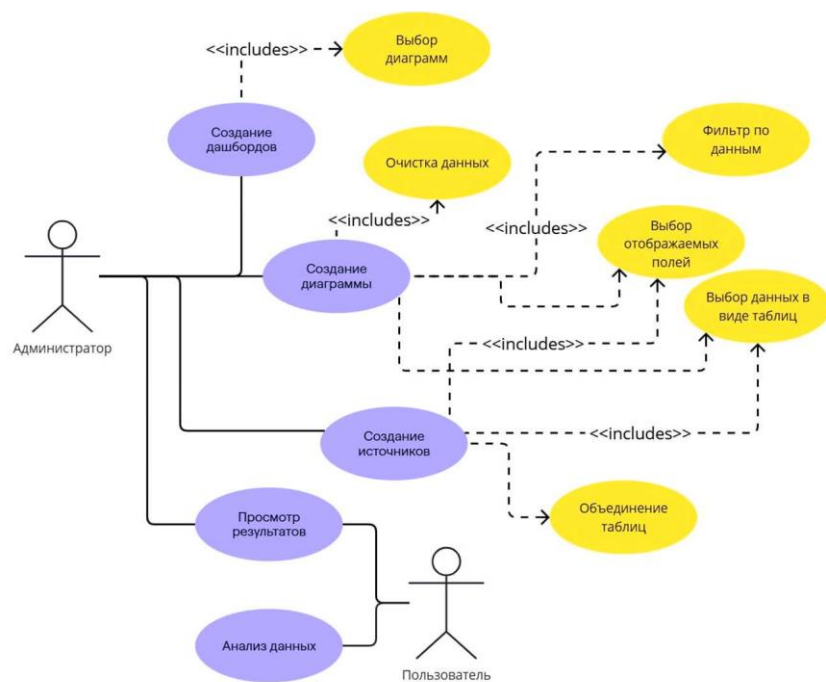 <<includes>>
Выбор
диаграмм
Создание
дашбордов
Фильтр по
данным
Очистка данных
<<includes>>
<<includes>>
Выбор
отображаемых
полей
Создание
диаграммы
Выбор данных в
виде таблиц
Администратор
<<includes>>
Создание
источников
<<includes>>
Объединение
таблиц
Просмотр
результатов
Анализ данных
Пользователь